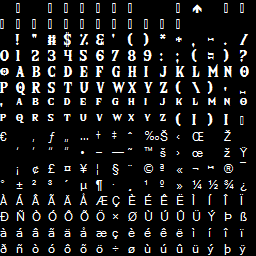 ! " # $ % & ' ( ) * + , - . /
0 1 2 3 4 5 6 7 8 9 : ; ( = ) ?
Θ A B C D E F G H I J K L M N Θ
P Q R S T U V W X Y Z ( \ )
' A B C D E F G H I J K L M N O
P Q R S T U V W X Y Z ( | )
€ ‚ ƒ „ … † ‡ ˆ ‰ Š ‹ Œ Ž
‘ ’ “ ” • – — ˜ ™ š › œ ž Ÿ
¡ ¢ £ ¤ ¥ ¦ § ¨ © ª « ¬ - ® ¯
° ± ² ³ ´ µ ¶ · ¸ ¹ º » ¼ ½ ¾ ¿
À Á Â Ã Ä Å Æ Ç È É Ê Ë Ì Í Î Ï
Ð Ñ Ò Ó Ô Õ Ö × Ø Ù Ú Û Ü Ý Þ ß
à á â ã ä å æ ç è é ê ë ì í î ï
ð ñ ò ó ô õ ö ÷ ø ù ú û ü ý þ ÿ